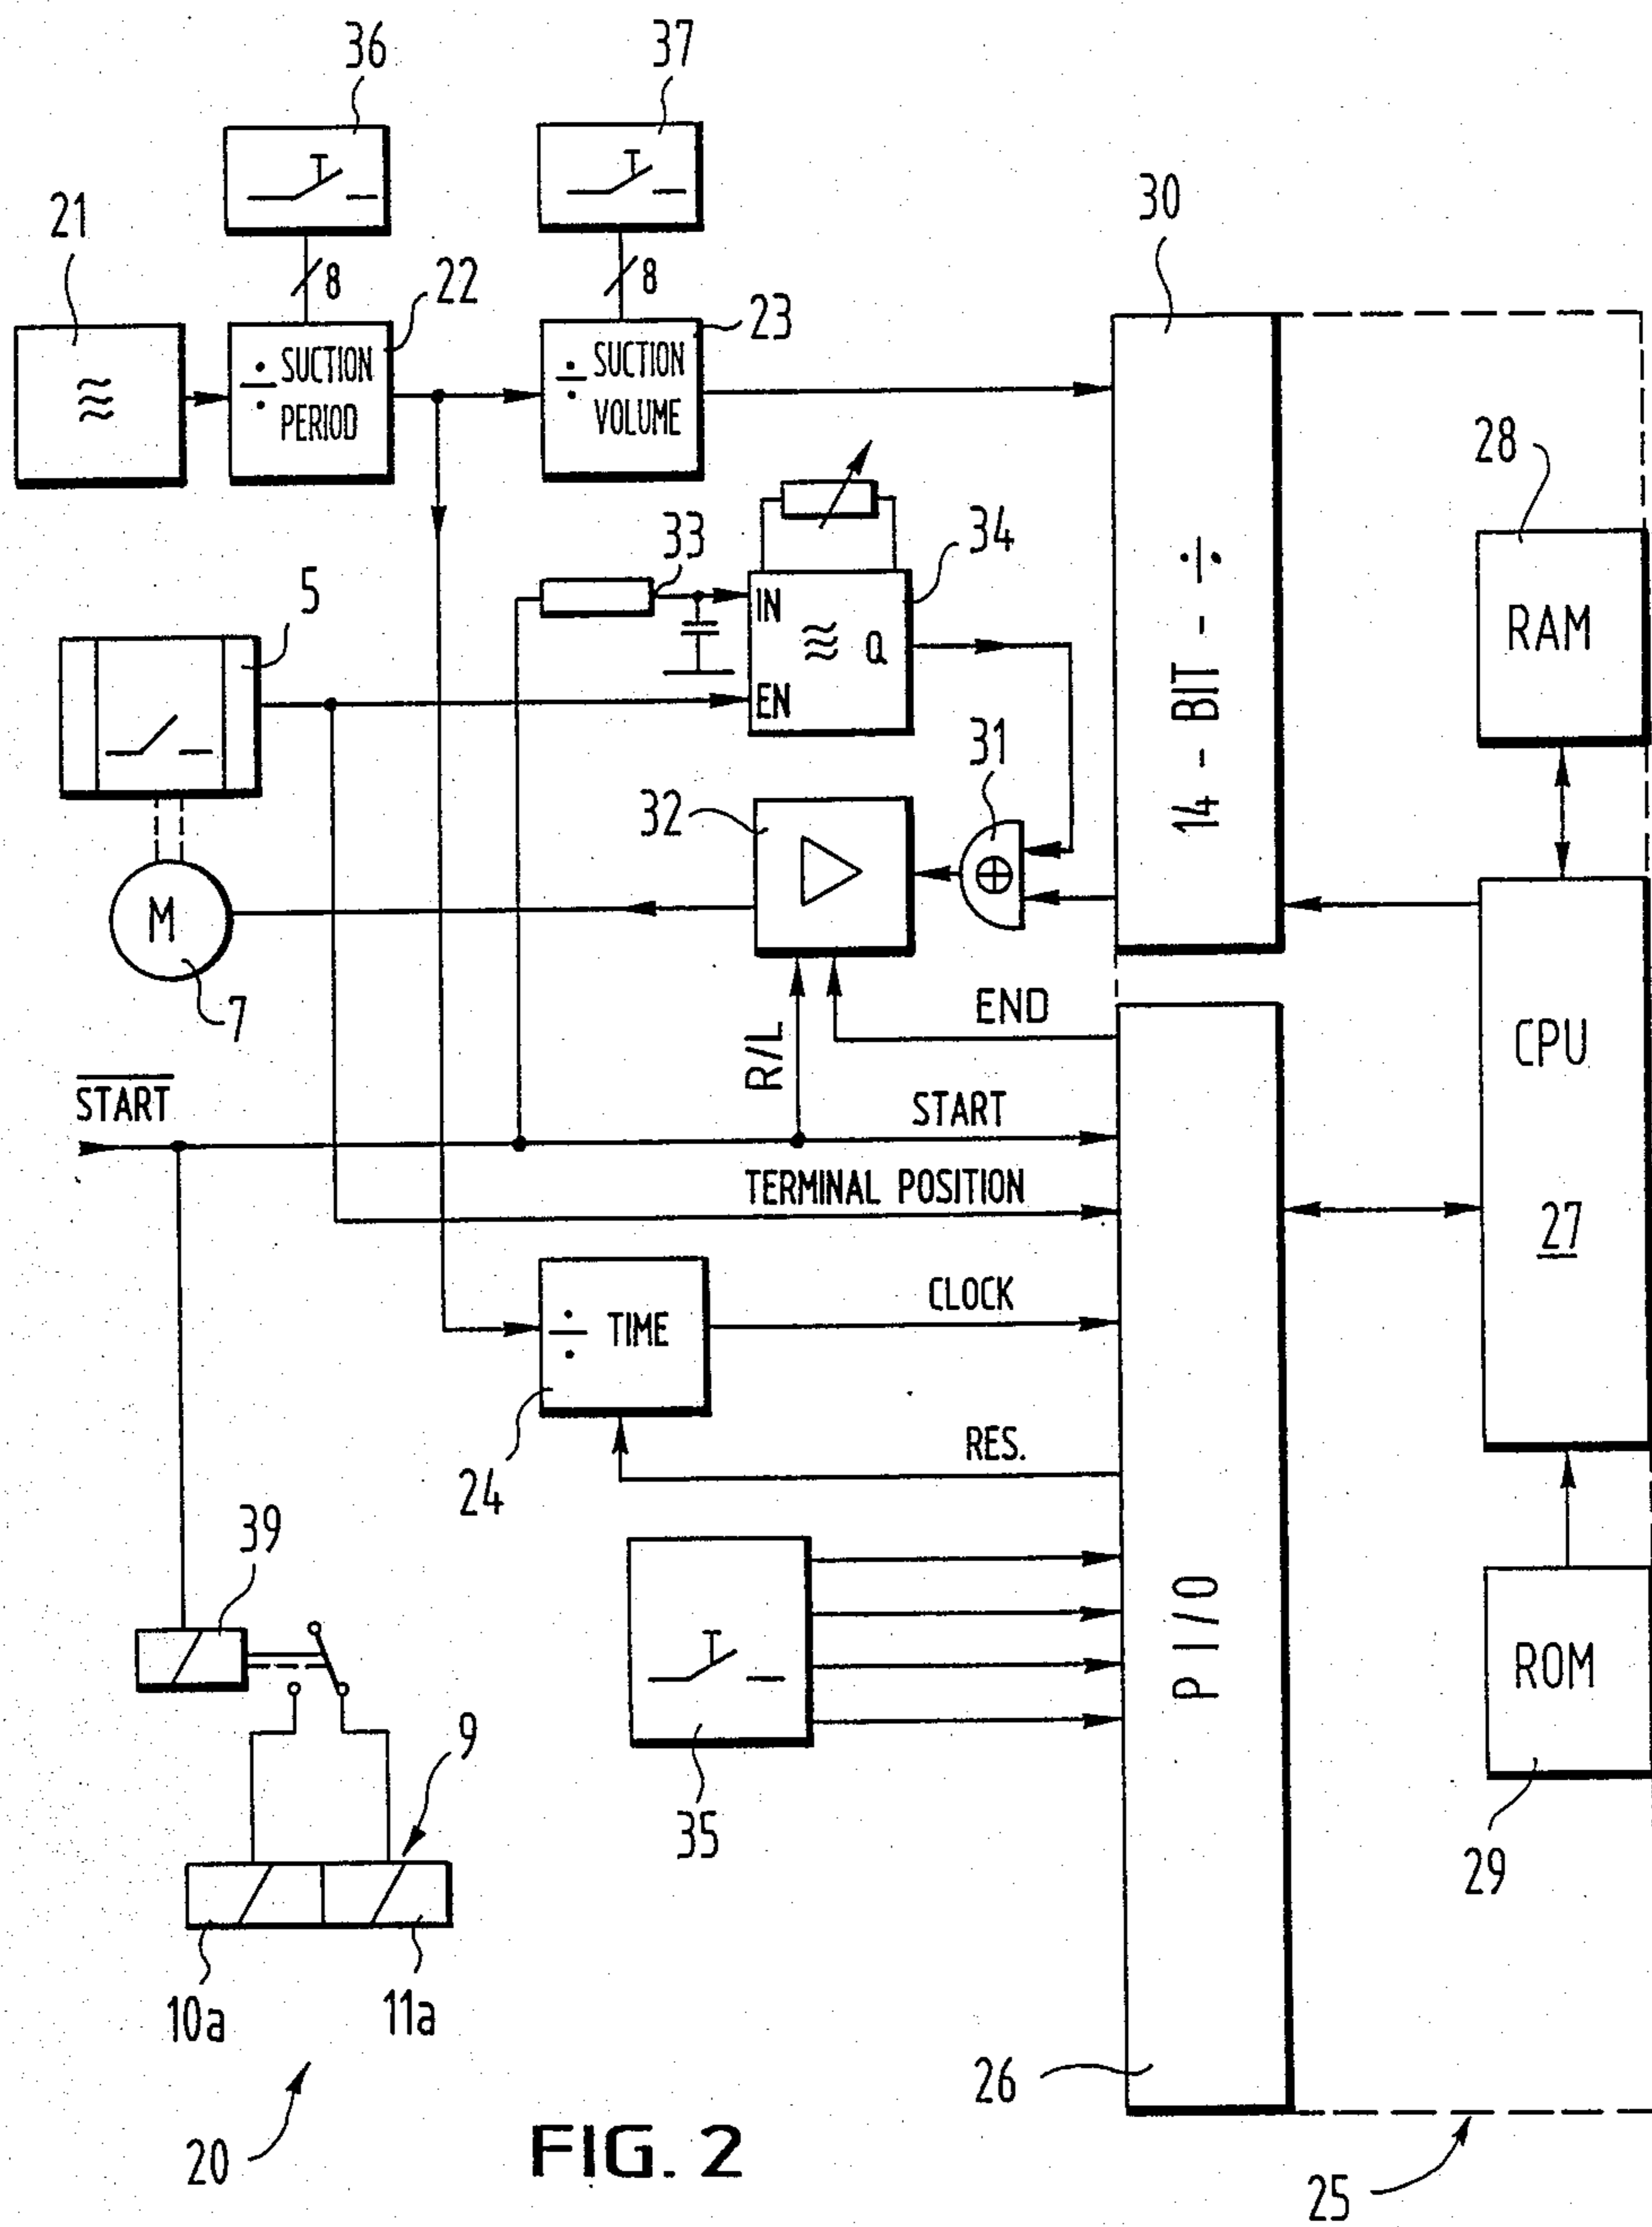 36
37
21
30
8
22
8
23
÷ SUCTION PERIOD
÷ SUCTION VOLUME
28
33
34
5
IN
Q
EN
RAM
14 - BIT - ÷
31
32
M
7
END
R/L
CPU
START
START
TERMINAL POSITION
27
÷ TIME
CLOCK
24
RES.
39
P I/O
ROM
9
35
29
10a
11a
26
20
FIG. 2
25